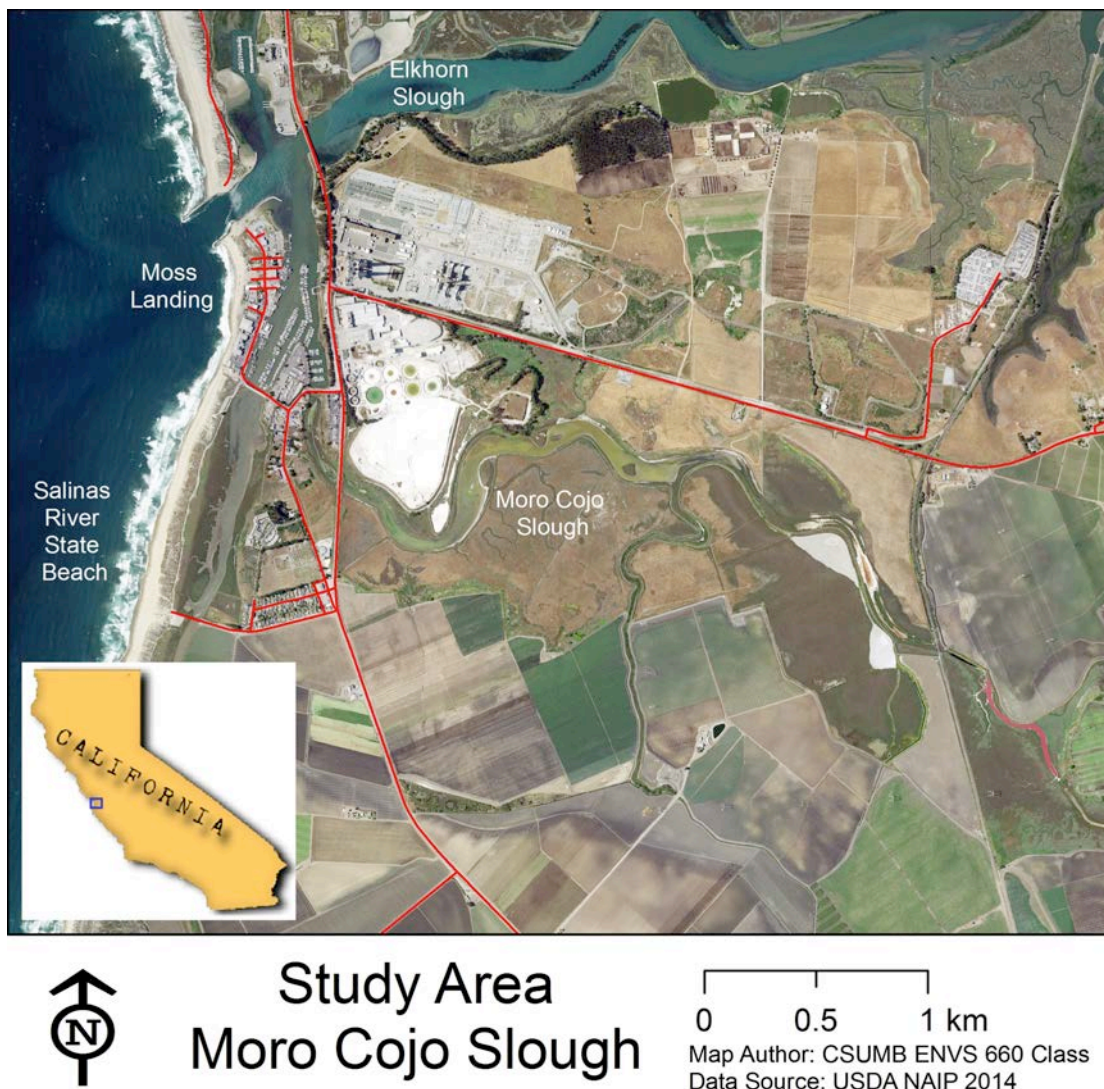 Elkhorn
Slough
Moss
Landing
Moro Cojo
Slough
Salinas
River
State
Beach
CALIFORNIA
N
Study Area
Moro Cojo Slough
0 0.5 1 km
Map Author: CSUMB ENVS 660 Class
Data Source: USDA NAIP 2014